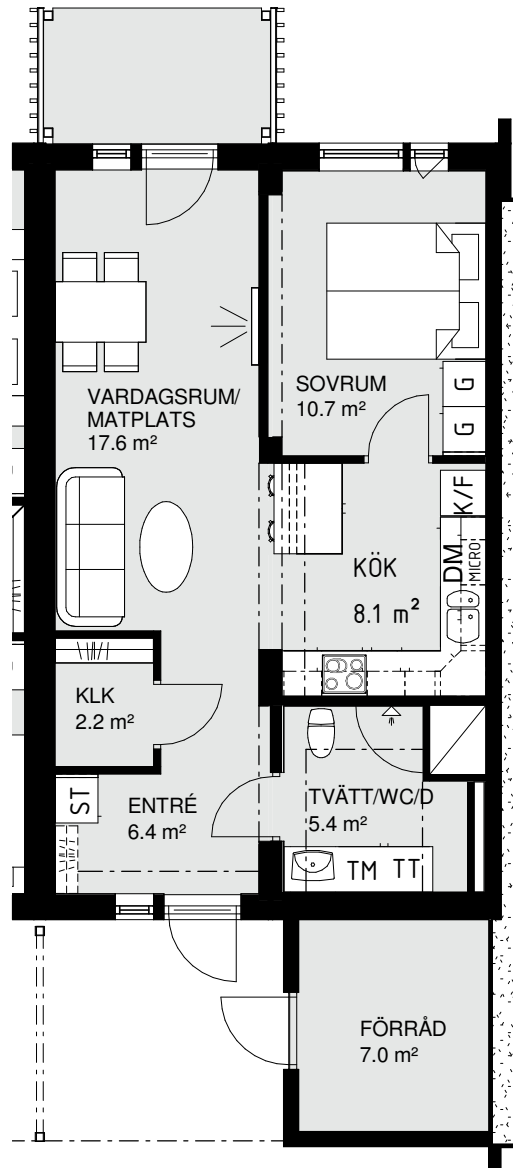 VARDAGSRUM/
MATPLATS
17.6 m²
SOVRUM
10.7 m²
G
G
K/F
DM
MICRO
KÖK
8.1 m²
KLK
2.2 m²
ST
ENTRÉ
6.4 m²
TVÄTT/WC/D
5.4 m²
TM TT
FÖRRÅD
7.0 m²